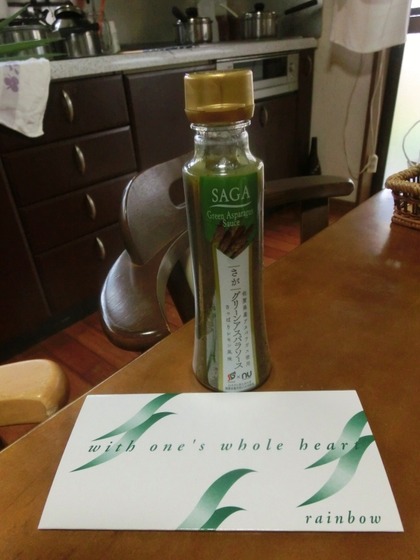 SAGA
Green Asparagus
Sauce
さが
グリーンアスパラソース
with one's whole heart
rainbow